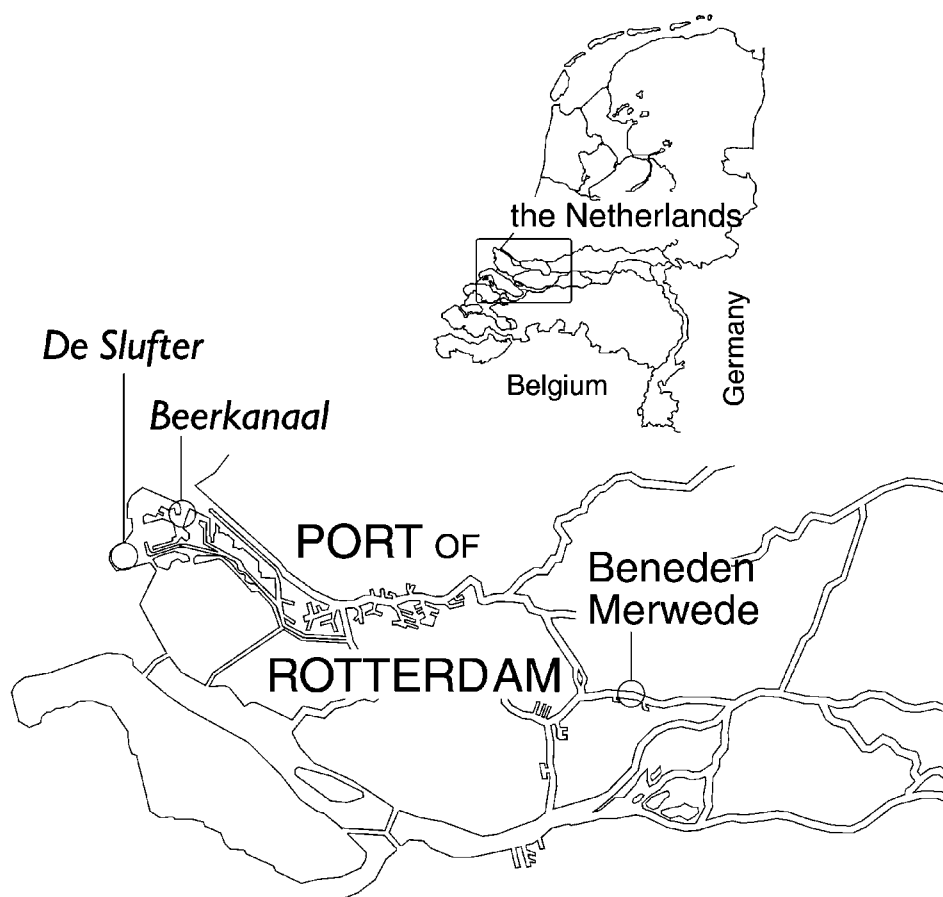 the Netherlands
Germany
Belgium
De Slufter
Beerkanaal
PORT OF
ROTTERDAM
Beneden
Merwede